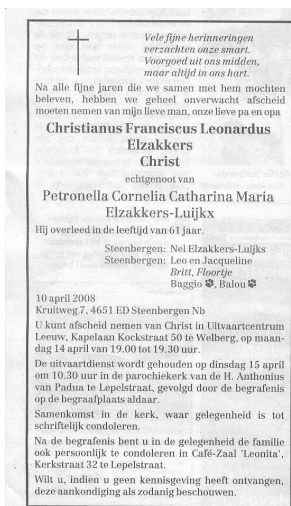 Vele fijne herinneringen
verzachten onze smart.
Voorgoed uit ons midden,
maar altijd in ons hart.
Na alle fijne jaren die we samen met hem mochten
beleven, hebben we geheel onverwacht afscheid
moeten nemen van mijn lieve man, onze lieve pa en opa
Christianus Franciscus Leonardus
Elzakkers
Christ
echtgenoot van
Petronella Cornelia Catharina Maria
Elzakkers-Luijkx
Hij overleed in de leeftijd van 61 jaar.
Steenbergen: Nel Elzakkers-Luijks
Steenbergen: Leo en Jacqueline
Britt, Floortje
Baggio, Balou
10 april 2008
Kruitweg 7, 4651 ED Steenbergen Nb
U kunt afscheid nemen van Christ in Uitvaartcentrum
Leeuw, Kapelaan Kockstraat 50 te Welberg, op maan-
dag 14 april van 19.00 tot 19.30 uur.
De uitvaartdienst wordt gehouden op dinsdag 15 april
om 10.30 uur in de parochiekerk van de H. Anthonius
van Padua te Lepelstraat, gevolgd door de begrafenis
op de begraafplaats aldaar.
Samenkomst in de kerk, waar gelegenheid is tot
schriftelijk condoleren.
Na de begrafenis bent u in de gelegenheid de familie
ook persoonlijk te condoleren in Café-Zaal 'Leonita',
Kerkstraat 32 te Lepelstraat.
Wilt u, indien u geen kennisgeving heeft ontvangen,
deze aankondiging als zodanig beschouwen.